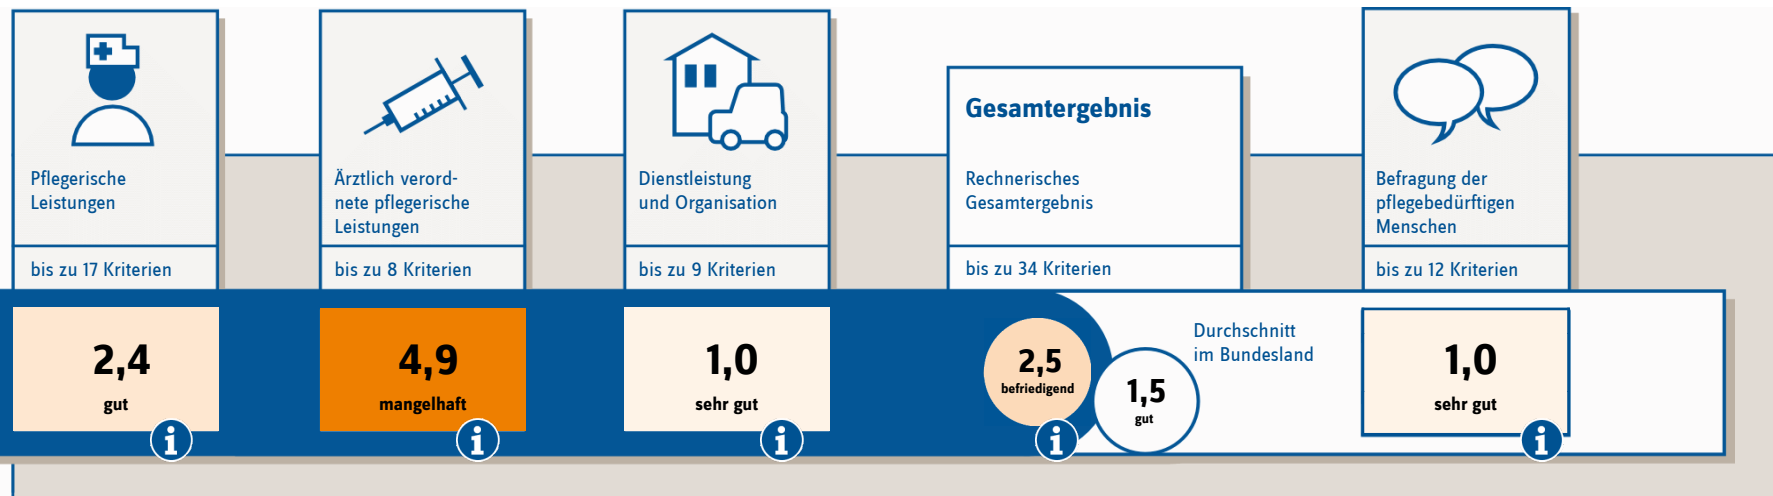 Pflegerische
Leistungen
bis zu 17 Kriterien
2,4
gut
i
Ärztlich verord-
nete pflegerische
Leistungen
bis zu 8 Kriterien
4,9
mangelhaft
i
Dienstleistung
und Organisation
bis zu 9 Kriterien
1,0
sehr gut
i
Gesamtergebnis
Rechnerisches
Gesamtergebnis
bis zu 34 Kriterien
2,5
befriedigend
i
Durchschnitt
im Bundesland
1,5
gut
Befragung der
pflegebedürftigen
Menschen
bis zu 12 Kriterien
1,0
sehr gut
i